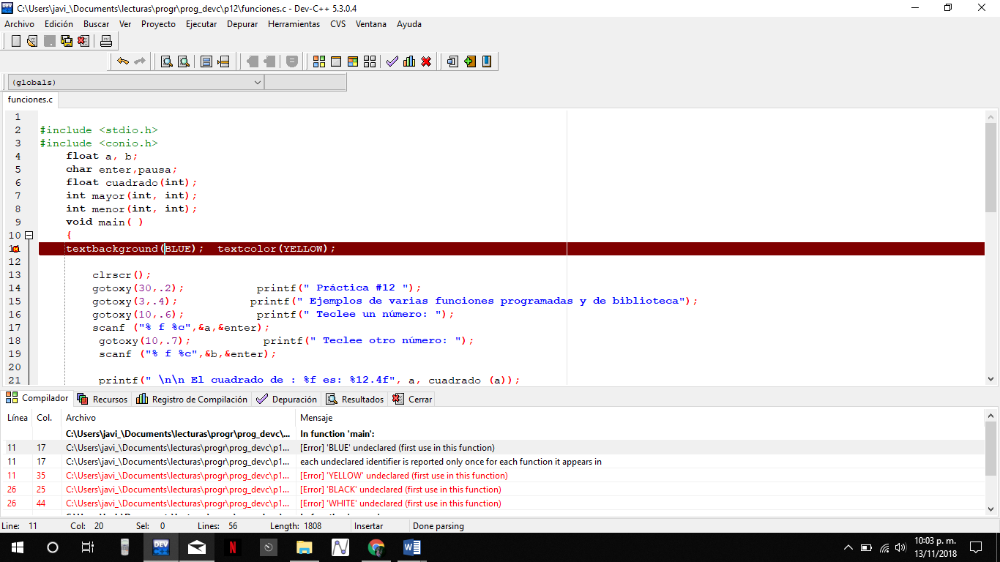 C:\Users\javi_\Documents\lecturas\progr\prog_devc\p12\funciones.c - Dev-C++ 5.3.0.4
Archivo Edición Buscar Ver Proyecto Ejecutar Depurar Herramientas CVS Ventana Ayuda
(globals)
funciones.c
1
2 #include <stdio.h>
3 #include <conio.h>
4 float a, b;
5 char enter,pausa;
6 float cuadrado(int);
7 int mayor(int, int);
8 int menor(int, int);
9 void main( )
10 {
textbackground(BLUE); textcolor(YELLOW);
12
13 clrscr();
14 gotoxy(30,.2); printf(" Práctica #12 ");
15 gotoxy(3,.4); printf(" Ejemplos de varias funciones programadas y de biblioteca");
16 gotoxy(10,.6); printf(" Teclee un número: ");
17 scanf ("% f %c",&a,&enter);
18 gotoxy(10,.7); printf(" Teclee otro número: ");
19 scanf ("% f %c",&b,&enter);
20
21 printf(" \n\n El cuadrado de : %f es: %12.4f", a, cuadrado (a));
Compilador Recursos Registro de Compilación Depuración Resultados Cerrar
Línea Col. Archivo Mensaje
C:\Users\javi_\Documents\lecturas\progr\prog_devc\... In function 'main':
11 17 C:\Users\javi_\Documents\lecturas\progr\prog_devc\p1... [Error] 'BLUE' undeclared (first use in this function)
11 17 C:\Users\javi_\Documents\lecturas\progr\prog_devc\p1... each undeclared identifier is reported only once for each function it appears in
11 35 C:\Users\javi_\Documents\lecturas\progr\prog_devc\p1... [Error] 'YELLOW' undeclared (first use in this function)
26 25 C:\Users\javi_\Documents\lecturas\progr\prog_devc\p1... [Error] 'BLACK' undeclared (first use in this function)
26 44 C:\Users\javi_\Documents\lecturas\progr\prog_devc\p1... [Error] 'WHITE' undeclared (first use in this function)
Line: 11 Col: 20 Sel: 0 Lines: 56 Length: 1808 Insertar Done parsing
10:03 p. m.
13/11/2018